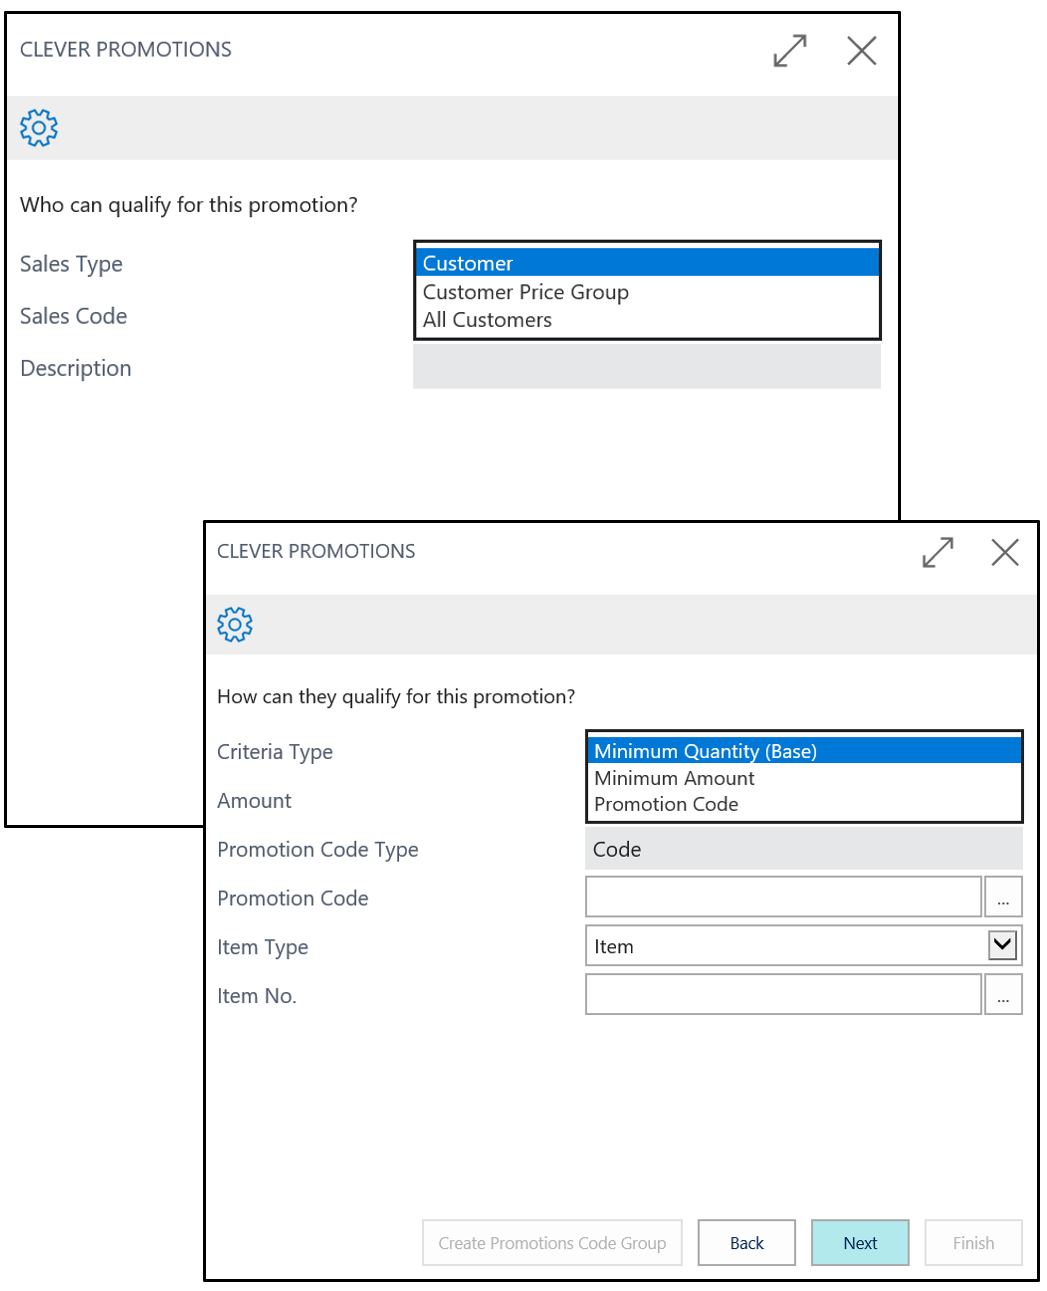 CLEVER PROMOTIONS
Who can qualify for this promotion?
Sales Type
Customer
Customer Price Group
Sales Code
All Customers
Description
CLEVER PROMOTIONS
How can they qualify for this promotion?
Criteria Type
Minimum Quantity (Base)
Minimum Amount
Amount
Promotion Code
Promotion Code Type
Code
Promotion Code
...
Item Type
Item
Item No.
...
Create Promotions Code Group
Back
Next
Finish